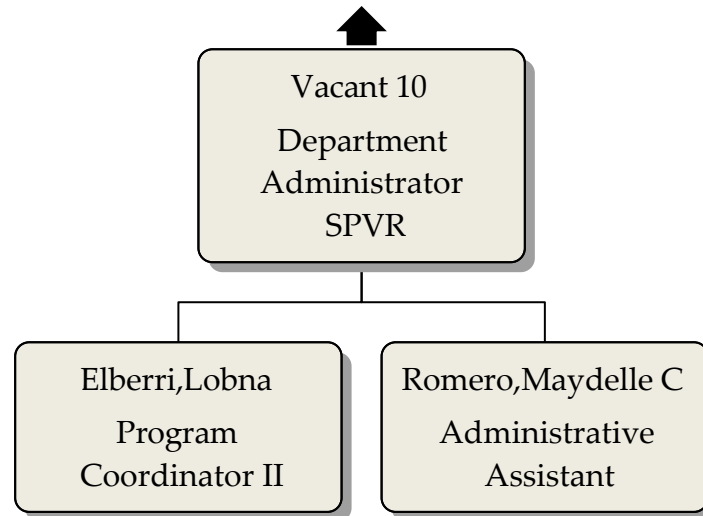 Vacant 10
Department
Administrator
SPVR
Elberri,Lobna
Program
Coordinator II
Romero,Maydelle C
Administrative
Assistant